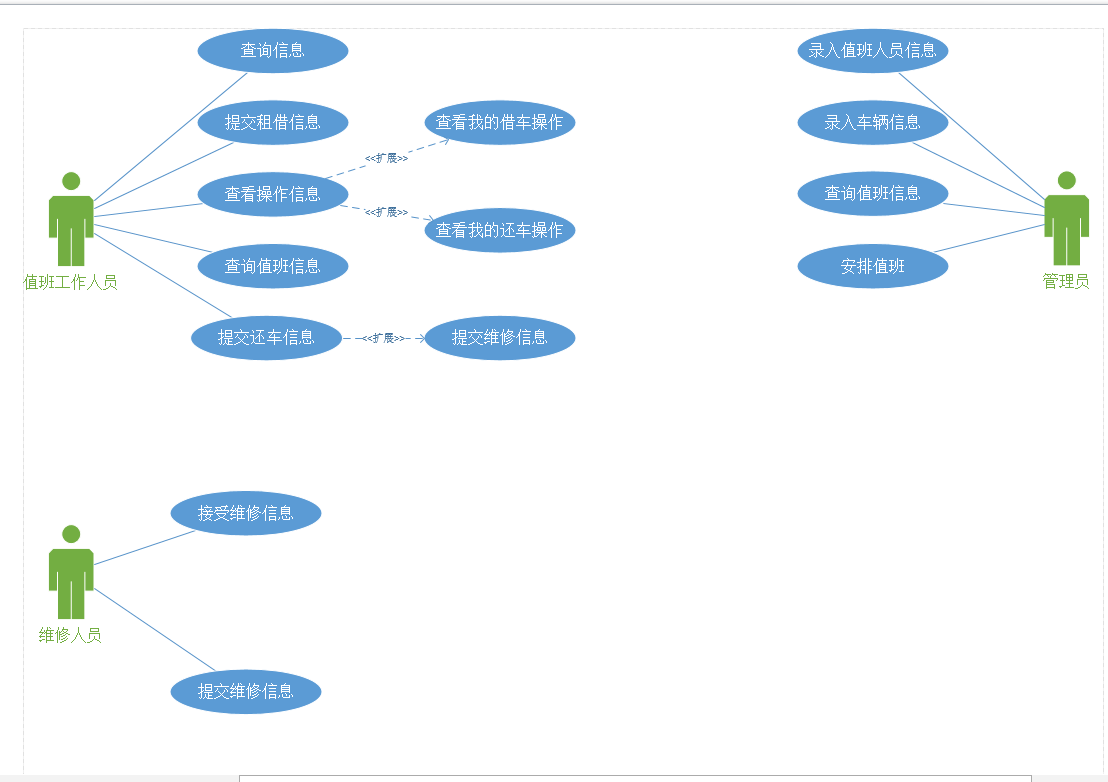 查询信息
录入值班人员信息
提交租借信息
查看我的借车操作
录入车辆信息
<<扩展>>
查看操作信息
查询值班信息
<<扩展>>
查看我的还车操作
查询值班信息
安排值班
值班工作人员
管理员
提交还车信息
<<扩展>>
提交维修信息
接受维修信息
维修人员
提交维修信息